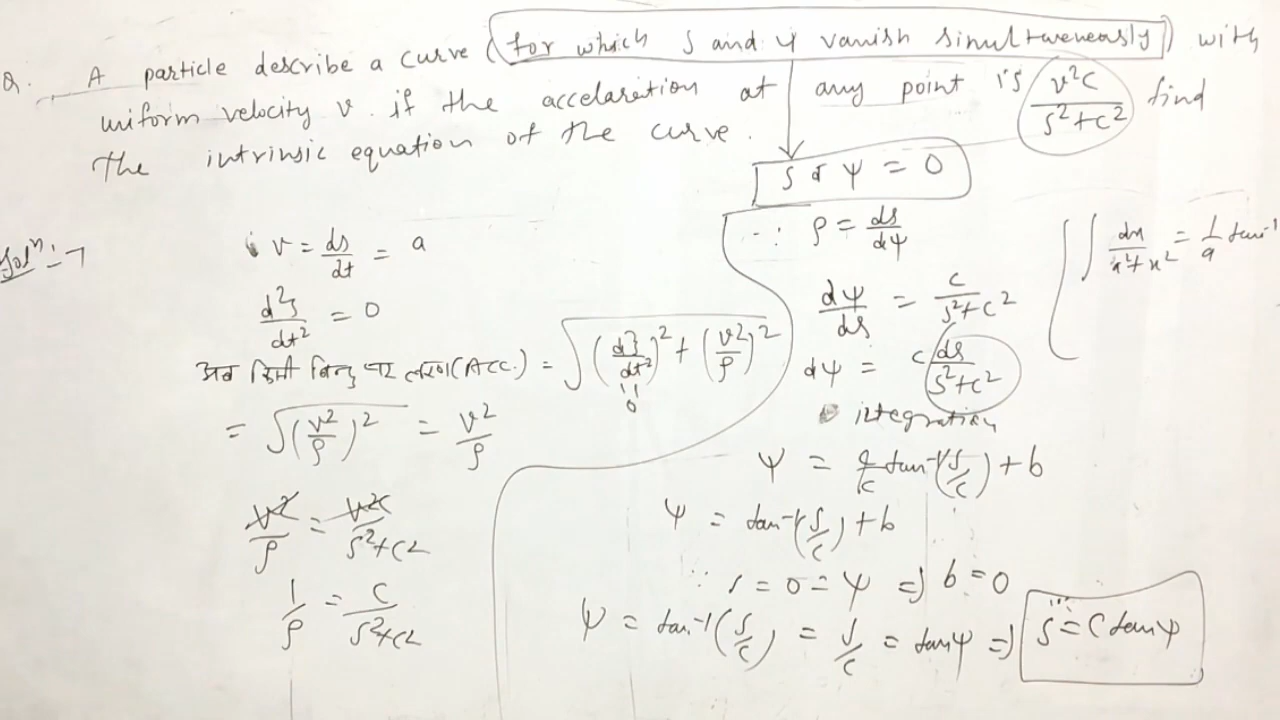 Q. A particle describe a curve (for which s and ψ vanish simultweneously) with
uniform velocity v. if the accelaration at any point is v²c/s²+c² find
the intrinsic equation of the curve.
s or ψ = 0
Solⁿ :→
v = ds/dt = a
d²s/dt² = 0
अब किसी बिन्दु पर त्वरण (Acc.) = √(d²s/dt²)² + (v²/ρ)²
0
= √(v²/ρ)² = v²/ρ
v²/ρ = v²c/s²+c²
1/ρ = c/s²+c²
∵ ρ = ds/dψ
dψ/ds = c/s²+c²
dψ = c ds/s²+c²
integration
ψ = c/c tan⁻¹(s/c) + b
ψ = tan⁻¹(s/c) + b
∵ s = 0 = ψ ⇒ b = 0
ψ = tan⁻¹(s/c) = s/c = tanψ ⇒ s = c tanψ
∫ dx/a²+x² = 1/a tan⁻¹